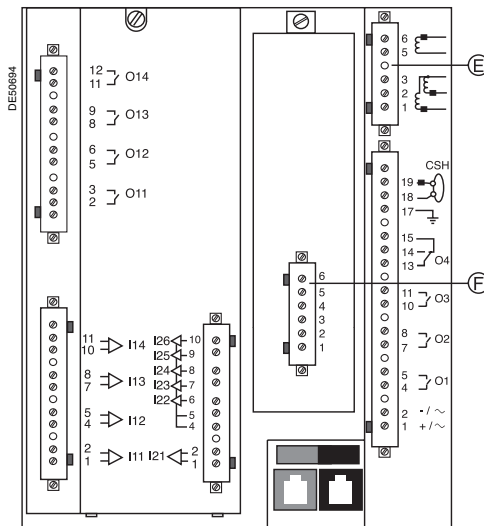 DE50694
12
11 O14
9
8 O13
6
5 O12
3
2 O11
11
10 I14
8
7 I13
5
4 I12
2
1 I11
I26 10
I25 9
I24 8
I23 7
I22 6
5
4
I21 2
1
6
5
4
3
2
1
F
6
5
E
3
2
1
CSH
19
18
17
15
14
13 O4
11
10 O3
8
7 O2
5
4 O1
2 - / ~
1 + / ~